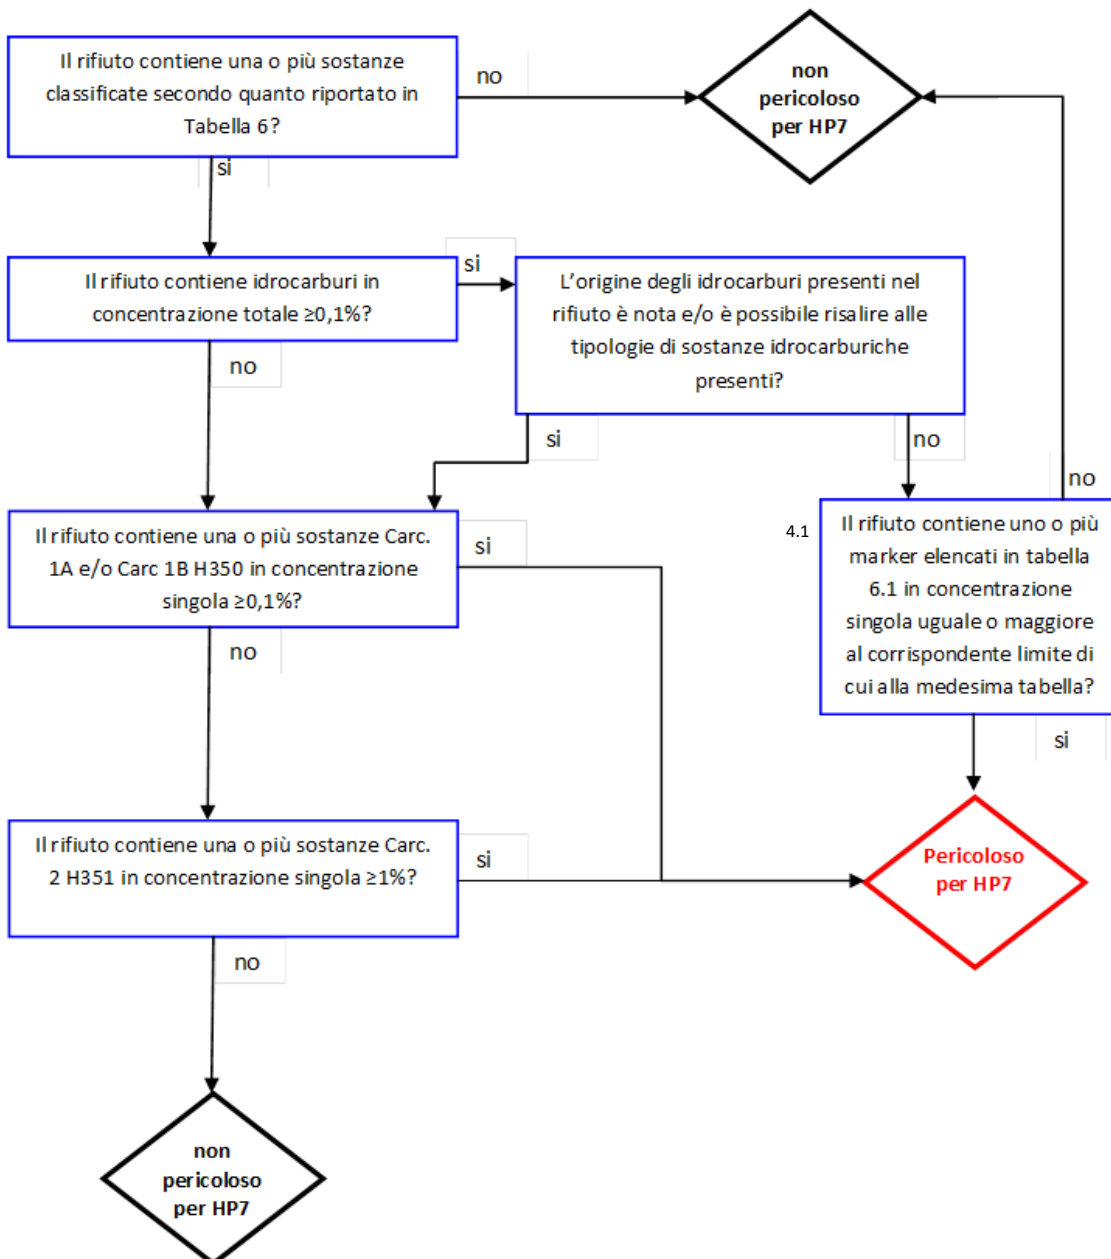 Il rifiuto contiene una o più sostanze
classificate secondo quanto riportato in
Tabella 6?
no
non
pericoloso
per HP7
si
Il rifiuto contiene idrocarburi in
concentrazione totale ≥0,1%?
si
L'origine degli idrocarburi presenti nel
rifiuto è nota e/o è possibile risalire alle
tipologie di sostanze idrocarburiche
presenti?
no
si
no
no
Il rifiuto contiene una o più sostanze Carc.
1A e/o Carc 1B H350 in concentrazione
singola ≥0,1%?
si
4.1
Il rifiuto contiene uno o più
marker elencati in tabella
6.1 in concentrazione
singola uguale o maggiore
al corrispondente limite di
cui alla medesima tabella?
no
si
Il rifiuto contiene una o più sostanze Carc.
2 H351 in concentrazione singola ≥1%?
si
Pericoloso
per HP7
no
non
pericoloso
per HP7